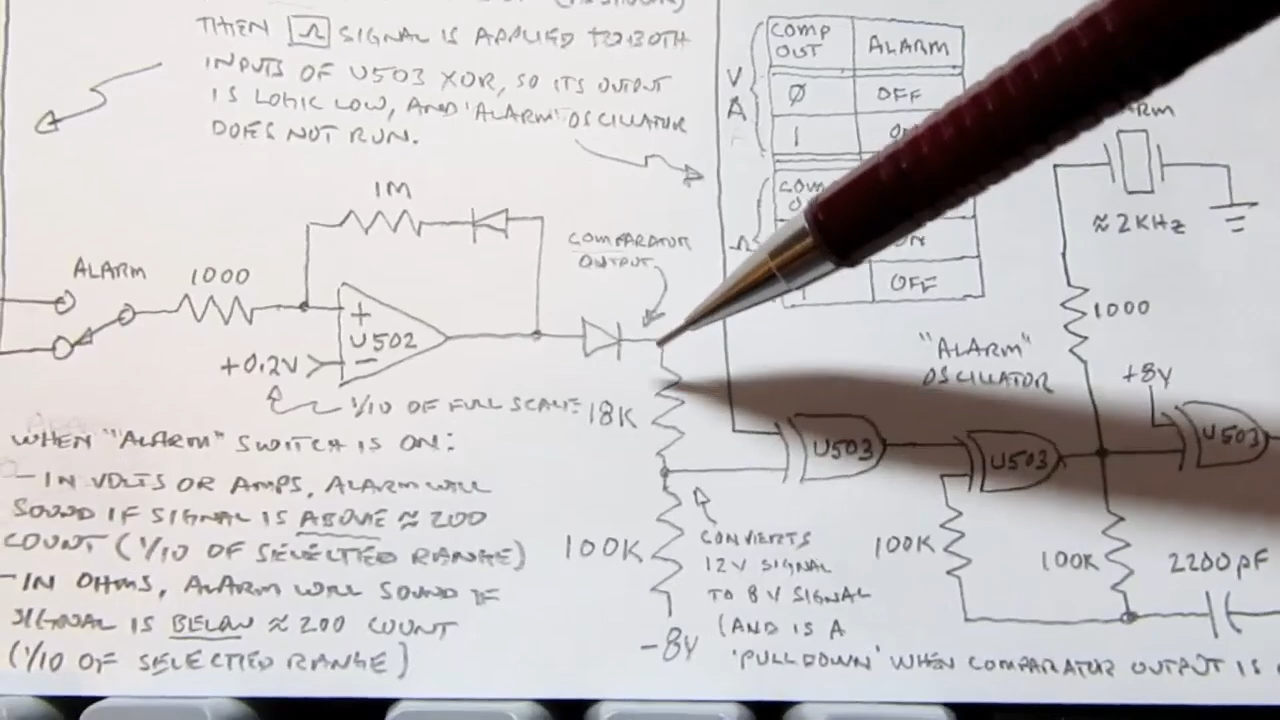 THEN Ω SIGNAL IS APPLIED TO BOTH
INPUTS OF U503 XOR, SO ITS OUTPUT
IS LOGIC LOW, AND "ALARM" OSCILLATOR
DOES NOT RUN.
1M
COMPARATOR
OUTPUT
ALARM
1000
+
U502
-
+0.2V
1/10 OF FULL SCALE
18K
WHEN "ALARM" SWITCH IS ON:
- IN VOLTS OR AMPS, ALARM WILL
SOUND IF SIGNAL IS ABOVE ≈ 200
COUNT (1/10 OF SELECTED RANGE)
- IN OHMS, ALARM WILL SOUND IF
SIGNAL IS BELOW ≈ 200 COUNT
(1/10 OF SELECTED RANGE)
100K
-8V
CONVERTS
12V SIGNAL
TO 8V SIGNAL
(AND IS A
'PULLDOWN' WHEN COMPARATOR OUTPUT IS
V
A
COMP
OUT
ALARM
Ø
OFF
1
Ω
ON
1
OFF
≈ 2KHz
1000
"ALARM"
OSCILLATOR
+8V
U503
U503
U503
100K
100K
2200pF